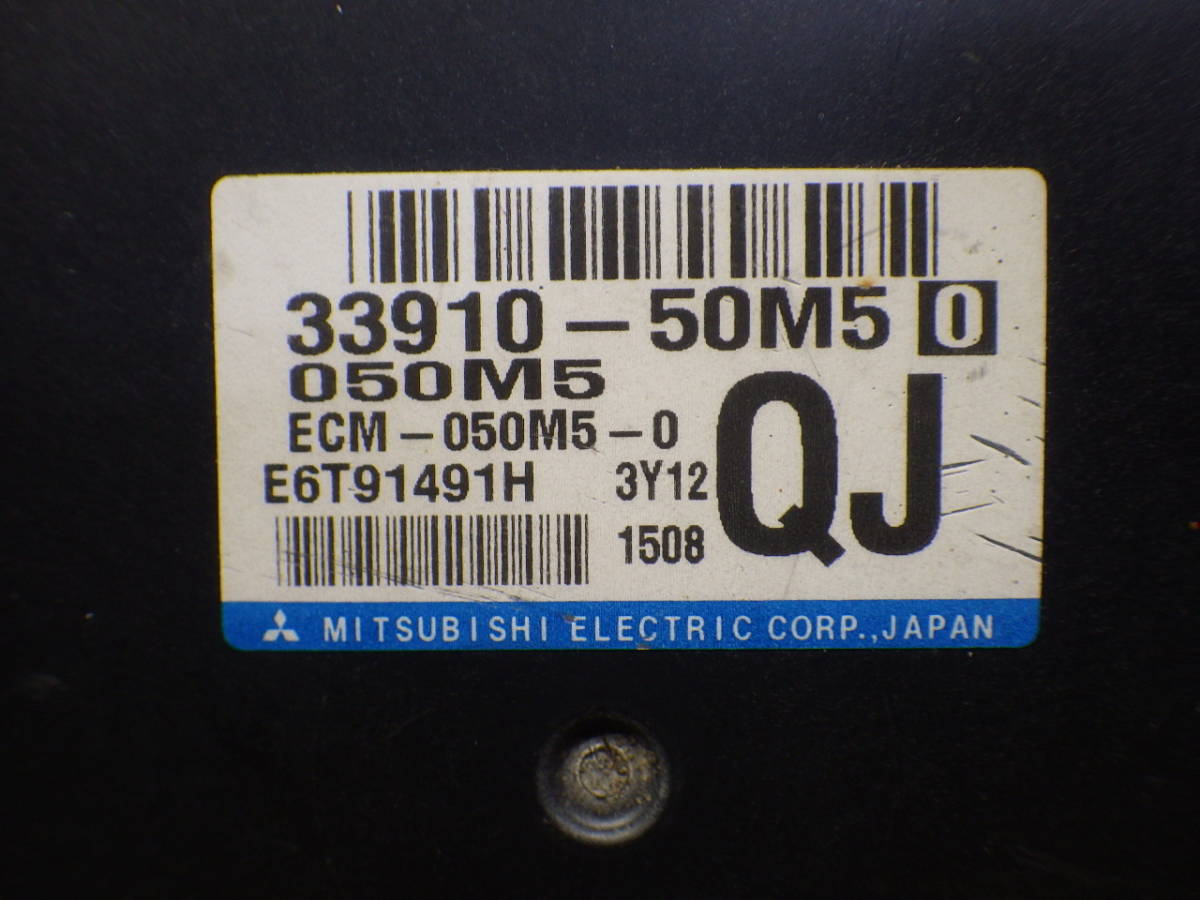 33910-50M5 0
050M5
ECM-050M5-0
QJ
E6T91491H 3Y12
1508
MITSUBISHI ELECTRIC CORP.,JAPAN